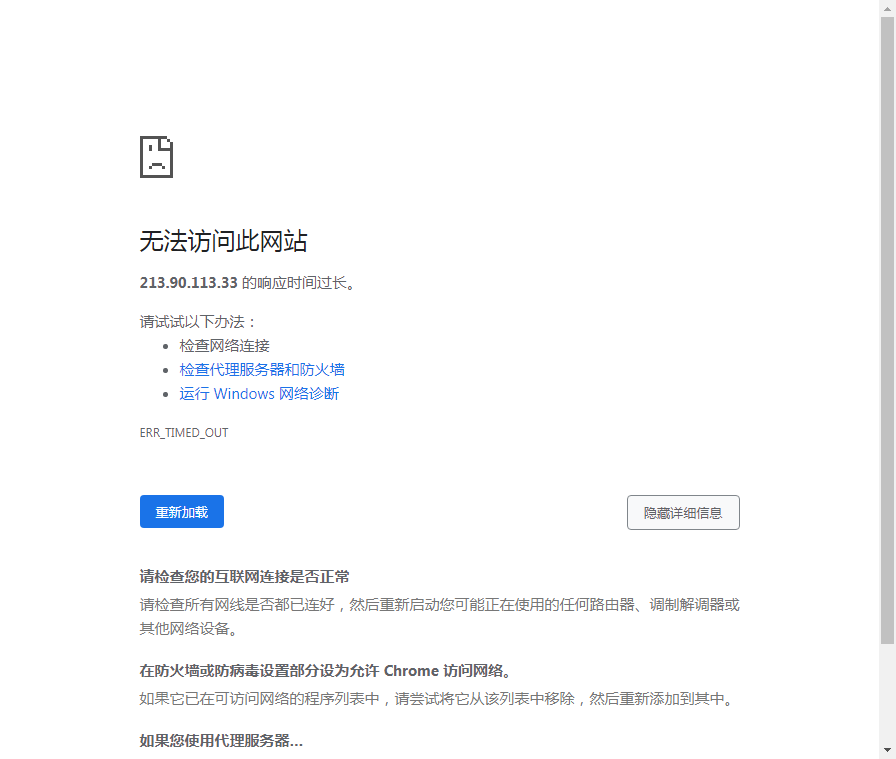 无法访问此网站
213.90.113.33 的响应时间过长。
请试试以下办法：
检查网络连接
检查代理服务器和防火墙
运行 Windows 网络诊断
ERR_TIMED_OUT
重新加载
隐藏详细信息
请检查您的互联网连接是否正常
请检查所有网线是否都已连好，然后重新启动您可能正在使用的任何路由器、调制解调器或
其他网络设备。
在防火墙或防病毒设置部分设为允许 Chrome 访问网络。
如果它已在可访问网络的程序列表中，请尝试将它从该列表中移除，然后重新添加到其中。
如果您使用代理服务器…